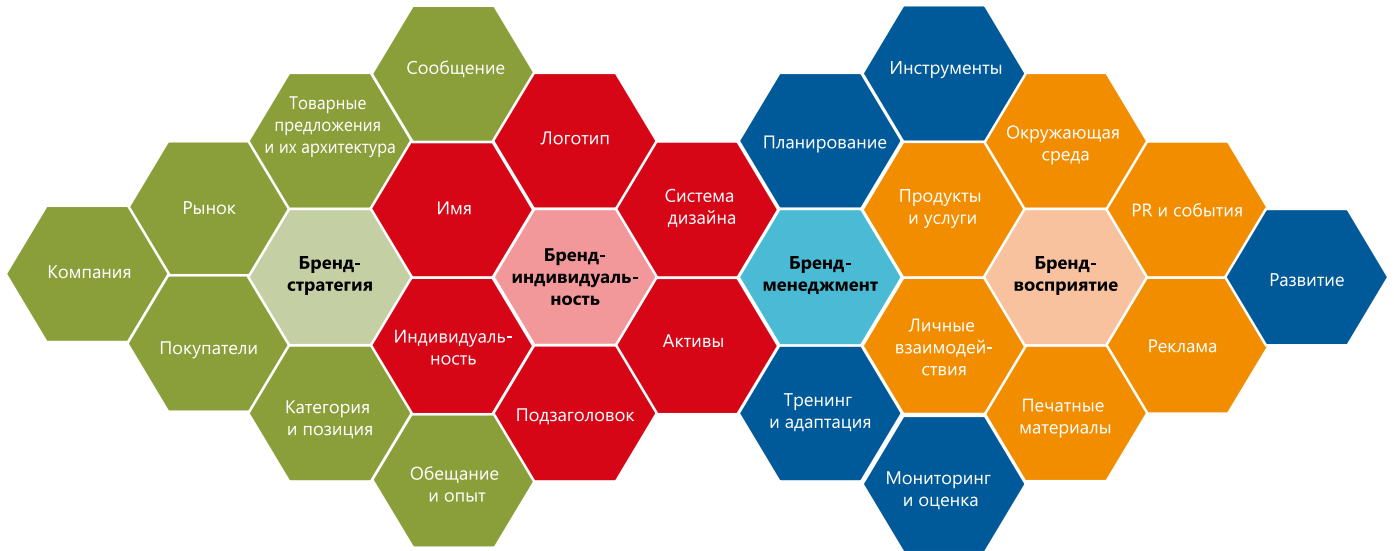 Сообщение
Товарные
предложения
и их архитектура
Рынок
Компания
Покупатели
Бренд-
стратегия
Категория
и позиция
Обещание
и опыт
Логотип
Имя
Система
дизайна
Бренд-
индивидуаль-
ность
Индивидуаль-
ность
Активы
Подзаголовок
Инструменты
Планирование
Бренд-
менеджмент
Тренинг
и адаптация
Мониторинг
и оценка
Окружающая
среда
Продукты
и услуги
PR и события
Бренд-
восприятие
Личные
взаимодей-
ствия
Реклама
Печатные
материалы
Развитие